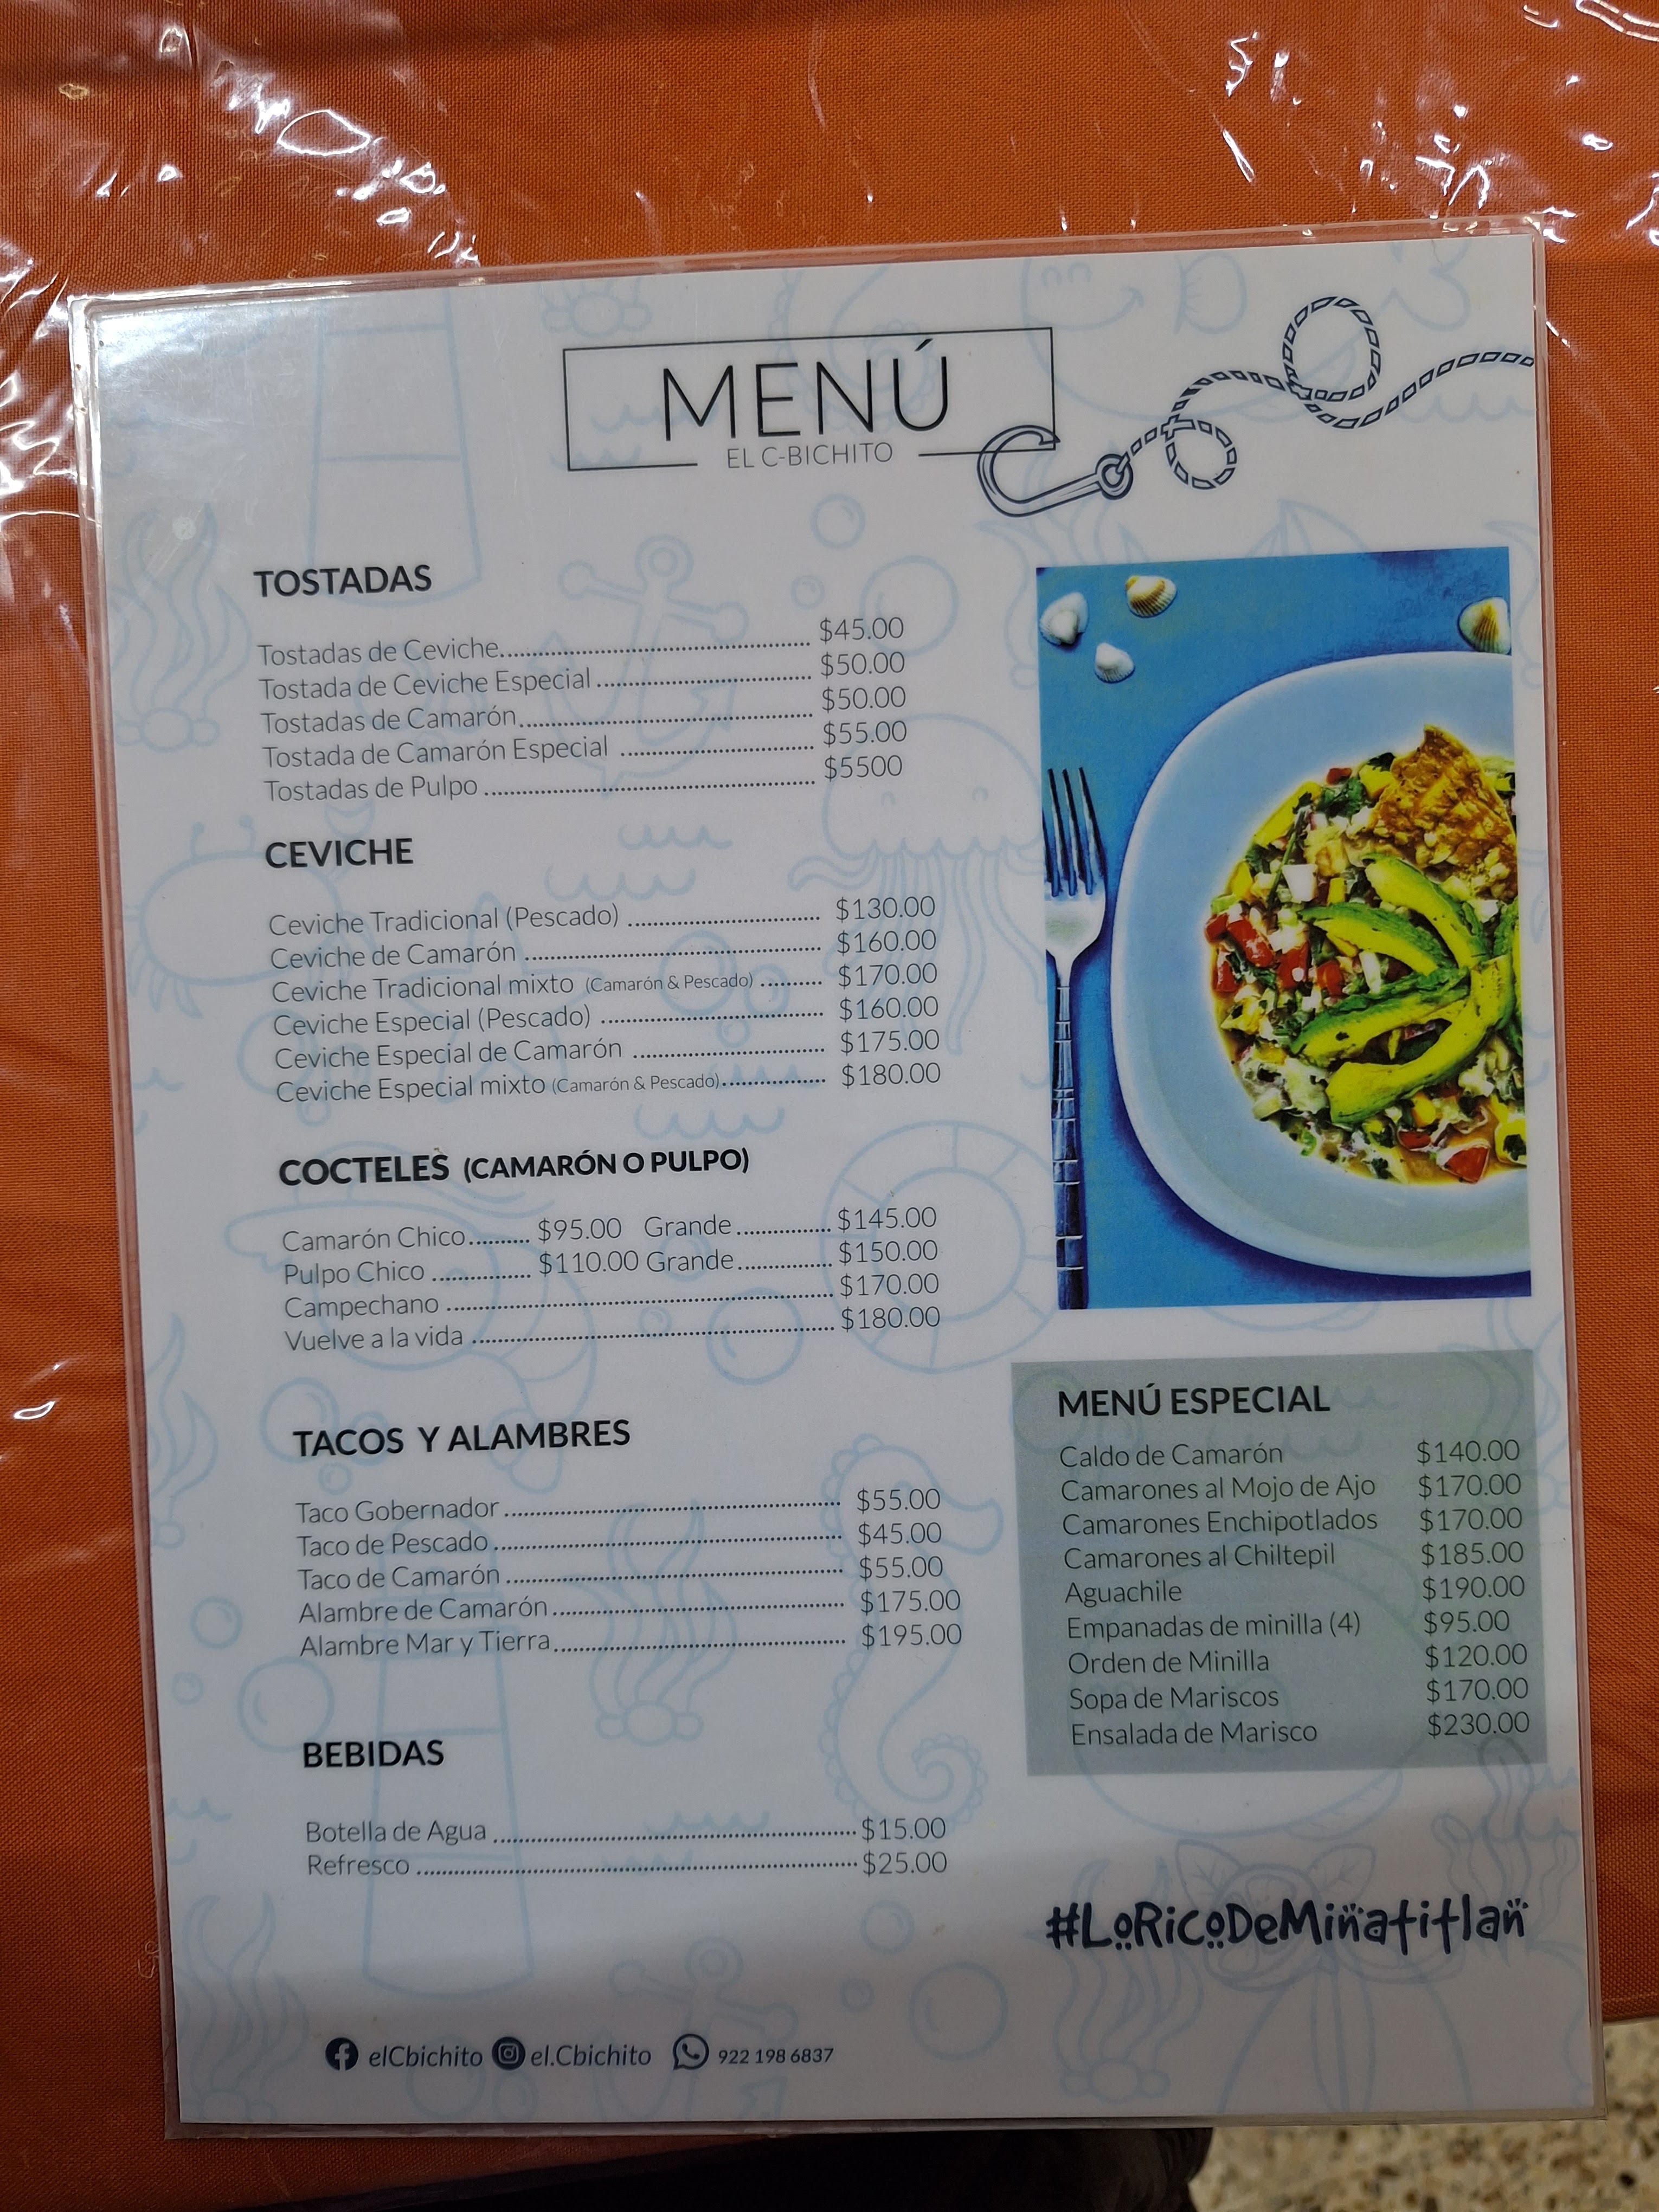 MENÚ
EL C-BICHITO
TOSTADAS
Tostadas de Ceviche........ $45.00
Tostada de Ceviche Especial ........ $50.00
Tostadas de Camarón........ $50.00
Tostada de Camarón Especial ........ $55.00
Tostadas de Pulpo ........ $5500
CEVICHE
Ceviche Tradicional (Pescado) ........ $130.00
Ceviche de Camarón ........ $160.00
Ceviche Tradicional mixto (Camarón & Pescado) ........ $170.00
Ceviche Especial (Pescado) ........ $160.00
Ceviche Especial de Camarón ........ $175.00
Ceviche Especial mixto (Camarón & Pescado)........ $180.00
COCTELES (CAMARÓN O PULPO)
Camarón Chico........ $95.00 Grande........ $145.00
Pulpo Chico ........ $110.00 Grande........ $150.00
Campechano ........ $170.00
Vuelve a la vida ........ $180.00
TACOS Y ALAMBRES
Taco Gobernador ........ $55.00
Taco de Pescado ........ $45.00
Taco de Camarón ........ $55.00
Alambre de Camarón........ $175.00
Alambre Mar y Tierra........ $195.00
BEBIDAS
Botella de Agua ........ $15.00
Refresco ........ $25.00
MENÚ ESPECIAL
Caldo de Camarón $140.00
Camarones al Mojo de Ajo $170.00
Camarones Enchipotlados $170.00
Camarones al Chiltepil $185.00
Aguachile $190.00
Empanadas de minilla (4) $95.00
Orden de Minilla $120.00
Sopa de Mariscos $170.00
Ensalada de Marisco $230.00
#LoRicoDeMinatitlan
elCbichito el.Cbichito 922 198 6837